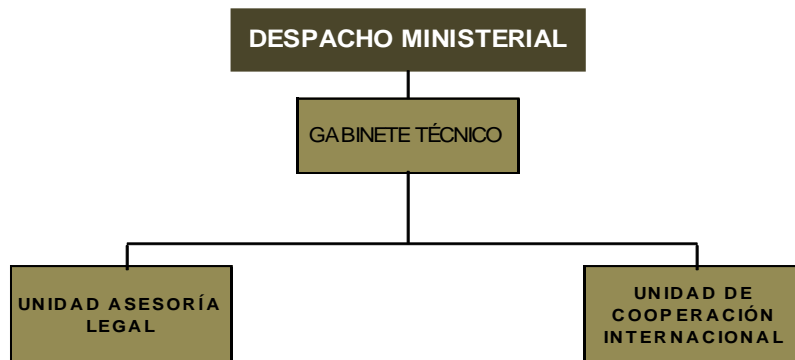 DESPACHO MINISTERIAL
GABINETE TÉCNICO
UNIDAD ASESORÍA
LEGAL
UNIDAD DE
COOPERACIÓN
INTERNACIONAL